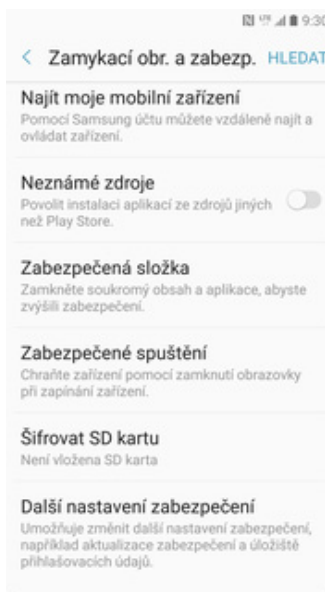 9:30
Zamykací obr. a zabezp. HLEDAT
Najít moje mobilní zařízení
Pomocí Samsung účtu můžete vzdáleně najít a
ovládat zařízení.
Neznámé zdroje
Povolit instalaci aplikací ze zdrojů jiných
než Play Store.
Zabezpečená složka
Zamkněte soukromý obsah a aplikace, abyste
zvýšili zabezpečení.
Zabezpečené spuštění
Chraňte zařízení pomocí zamknutí obrazovky
při zapínání zařízení.
Šifrovat SD kartu
Není vložena SD karta
Další nastavení zabezpečení
Umožňuje změnit další nastavení zabezpečení,
například aktualizace zabezpečení a úložiště
přihlašovacích údajů.